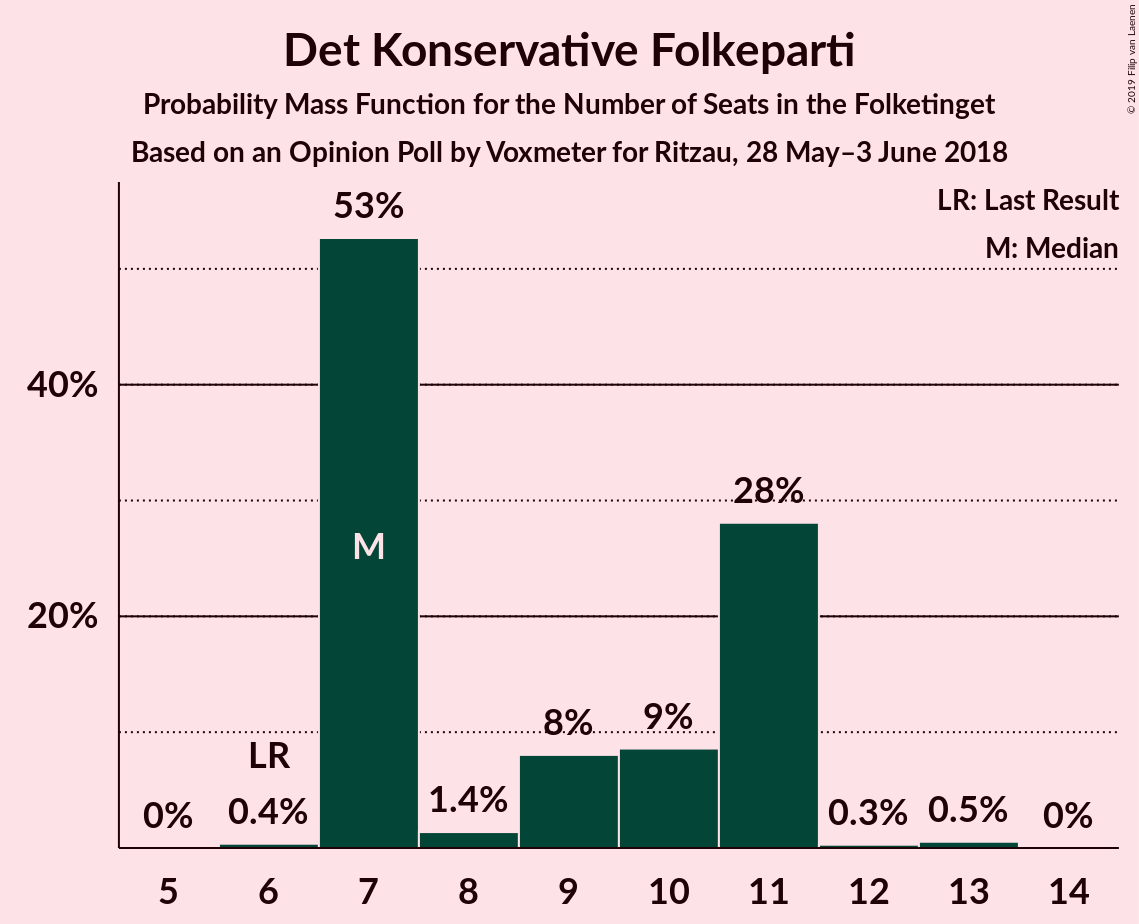 Det Konservative Folkeparti
Probability Mass Function for the Number of Seats in the Folketinget
Based on an Opinion Poll by Voxmeter for Ritzau, 28 May–3 June 2018
© 2019 Filip van Laenen
LR: Last Result
M: Median
53%
40%
M
28%
20%
LR
0%
0.4%
1.4%
8%
9%
0.3%
0.5%
0%
5 6 7 8 9 10 11 12 13 14